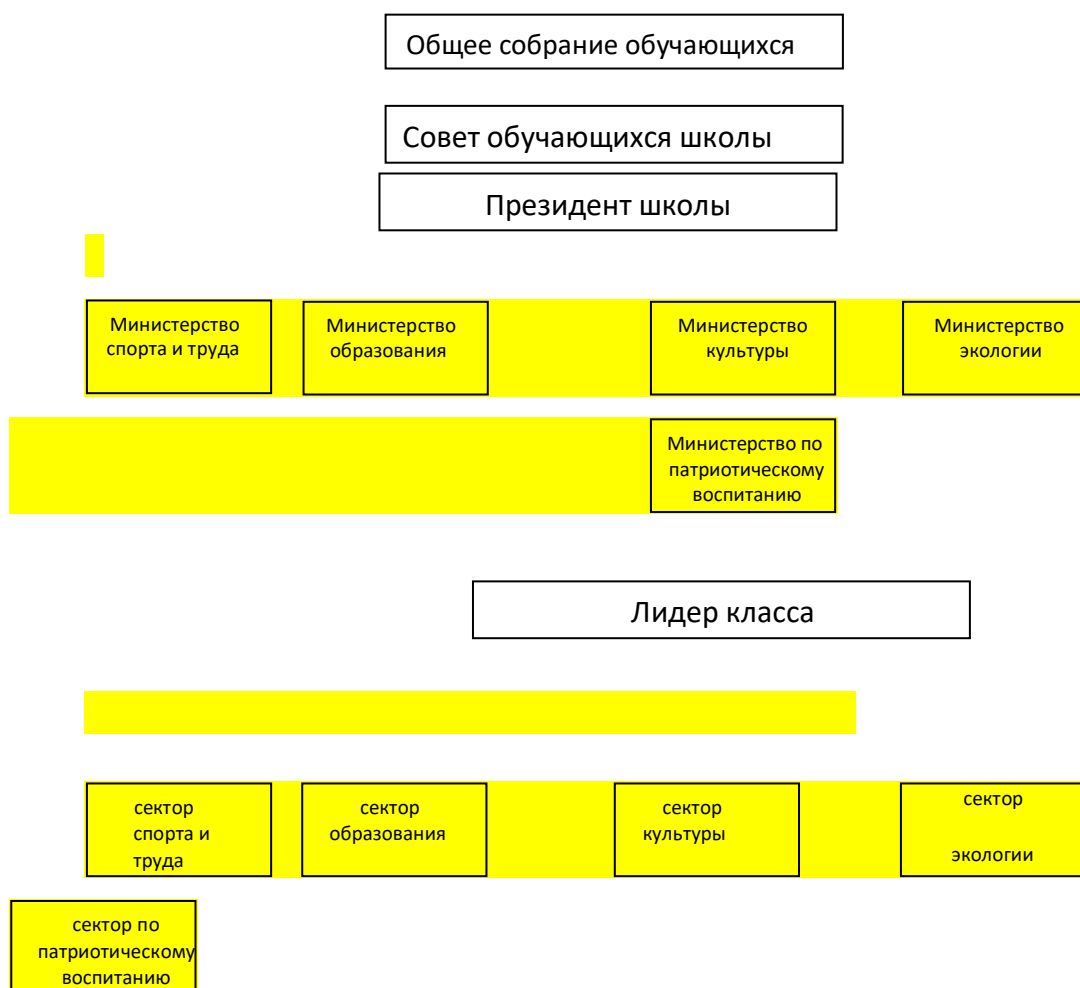 Общее собрание обучающихся
Совет обучающихся школы
Президент школы
Министерство
спорта и труда
Министерство
образования
Министерство
культуры
Министерство
экологии
Министерство по
патриотическому
воспитанию
Лидер класса
сектор
спорта и
труда
сектор
образования
сектор
культуры
сектор
экологии
сектор по
патриотическому
воспитанию